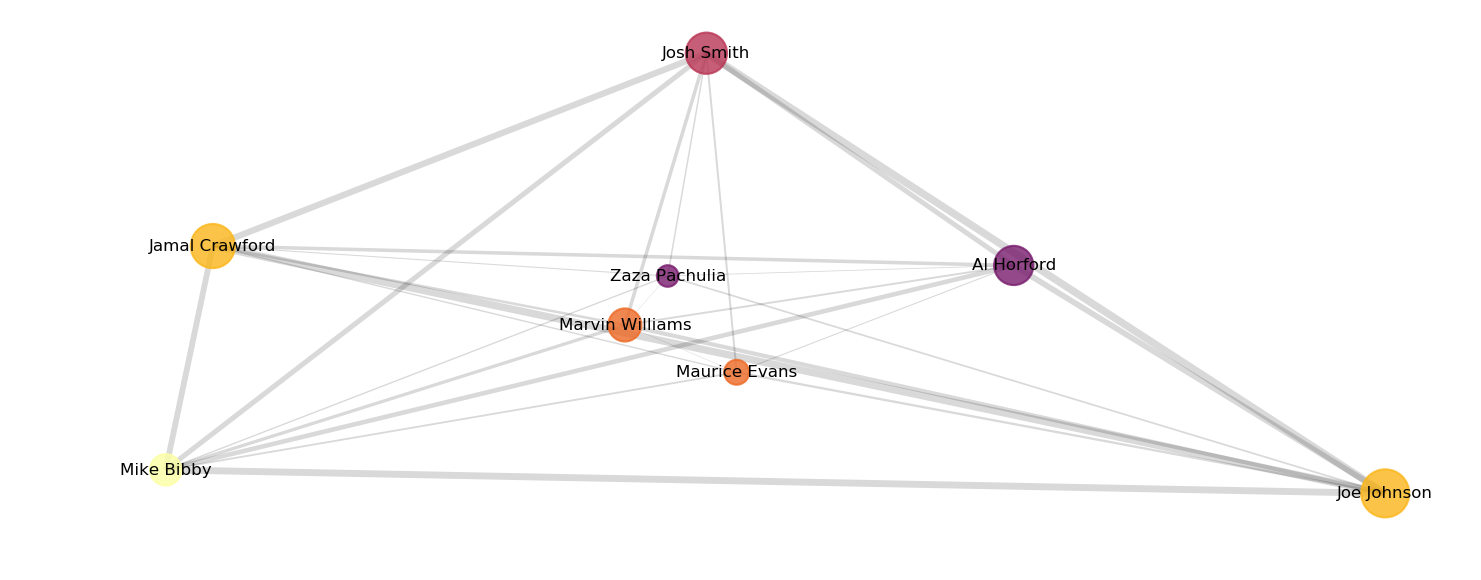 Josh Smith
Jamal Crawford
Al Horford
Zaza Pachulia
Marvin Williams
Maurice Evans
Mike Bibby
Joe Johnson